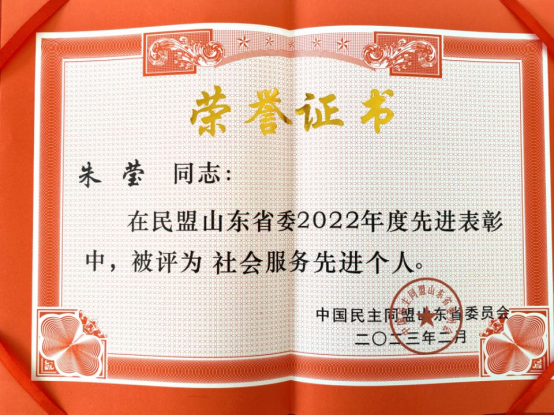 荣誉证书
朱莹 同志：
在民盟山东省委2022年度先进表彰
中，被评为 社会服务先进个人。
中国民主同盟山东省委员会
二〇二三年二月